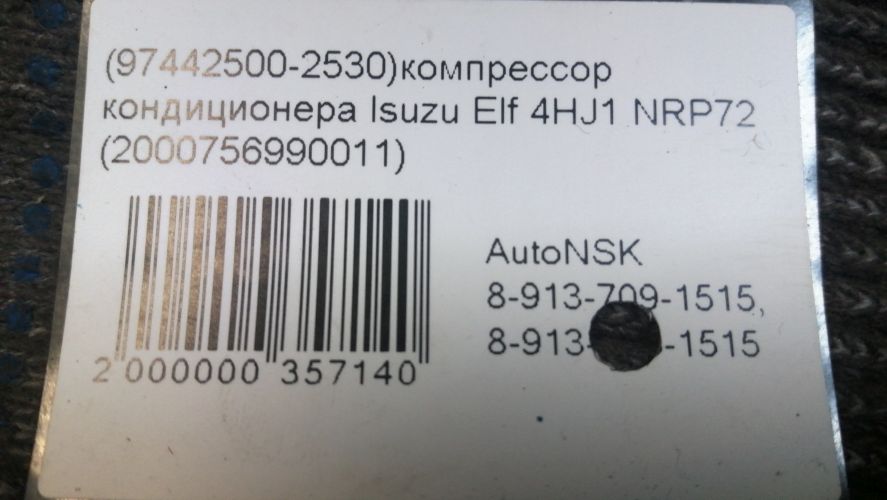 (97442500-2530)компрессор
кондиционера Isuzu Elf 4HJ1 NRP72
(2000756990011)
AutoNSK
8-913-709-1515,
8-913- -1515
2 000000 357140